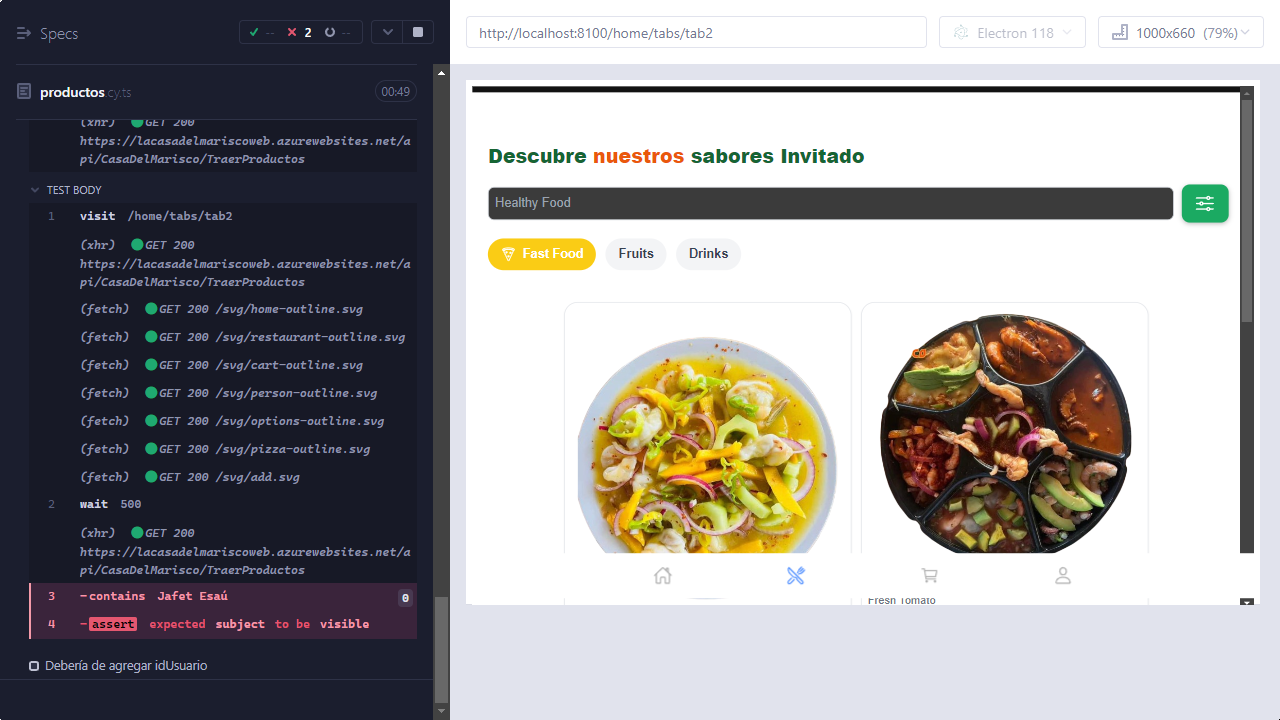 Specs
--
2
--
productos.cy.ts
00:49
(xhr) GET 200
https://lacasadelmariscoweb.azurewebsites.net/a
pi/CasaDelMarisco/TraerProductos
TEST BODY
1 visit /home/tabs/tab2
(xhr) GET 200
https://lacasadelmariscoweb.azurewebsites.net/a
pi/CasaDelMarisco/TraerProductos
(fetch) GET 200 /svg/home-outline.svg
(fetch) GET 200 /svg/restaurant-outline.svg
(fetch) GET 200 /svg/cart-outline.svg
(fetch) GET 200 /svg/person-outline.svg
(fetch) GET 200 /svg/options-outline.svg
(fetch) GET 200 /svg/pizza-outline.svg
(fetch) GET 200 /svg/add.svg
2 wait 500
(xhr) GET 200
https://lacasadelmariscoweb.azurewebsites.net/a
pi/CasaDelMarisco/TraerProductos
3 -contains Jafet Esaú 0
4 -assert expected subject to be visible
Debería de agregar idUsuario
http://localhost:8100/home/tabs/tab2
Electron 118
1000x660 (79%)
Descubre nuestros sabores Invitado
Healthy Food
Fast Food
Fruits
Drinks
Fresh Tomato